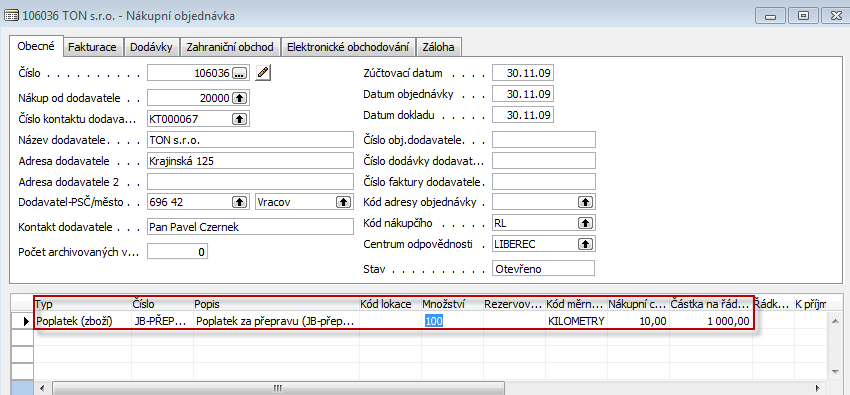 106036 TON s.r.o. - Nákupní objednávka
Obecné Fakturace Dodávky Zahraniční obchod Elektronické obchodování Záloha
Číslo . . . . . . . . . . 106036 ...
Nákup od dodavatele . . 20000
Číslo kontaktu dodava... KT000067
Název dodavatele. . . . TON s.r.o.
Adresa dodavatele . . . Krajinská 125
Adresa dodavatele 2 . .
Dodavatel-PSČ/město . . 696 42 Vracov
Kontakt dodavatele . . . Pan Pavel Czernek
Počet archivovaných v... 0
Zúčtovací datum . . . . 30.11.09
Datum objednávky . . . 30.11.09
Datum dokladu . . . . . 30.11.09
Číslo obj.dodavatele. . .
Číslo dodávky dodavat...
Číslo faktury dodavatele.
Kód adresy objednávky .
Kód nákupčího . . . . . RL
Centrum odpovědnosti . LIBEREC
Stav . . . . . . . . . . Otevřeno
Typ Číslo Popis Kód lokace Množství Rezervov... Kód měrn... Nákupní c... Částka na řád... Řádk... K příjm
Poplatek (zboží) JB-PŘEP... Poplatek za přepravu (JB-přep... 100 KILOMETRY 10,00 1 000,00